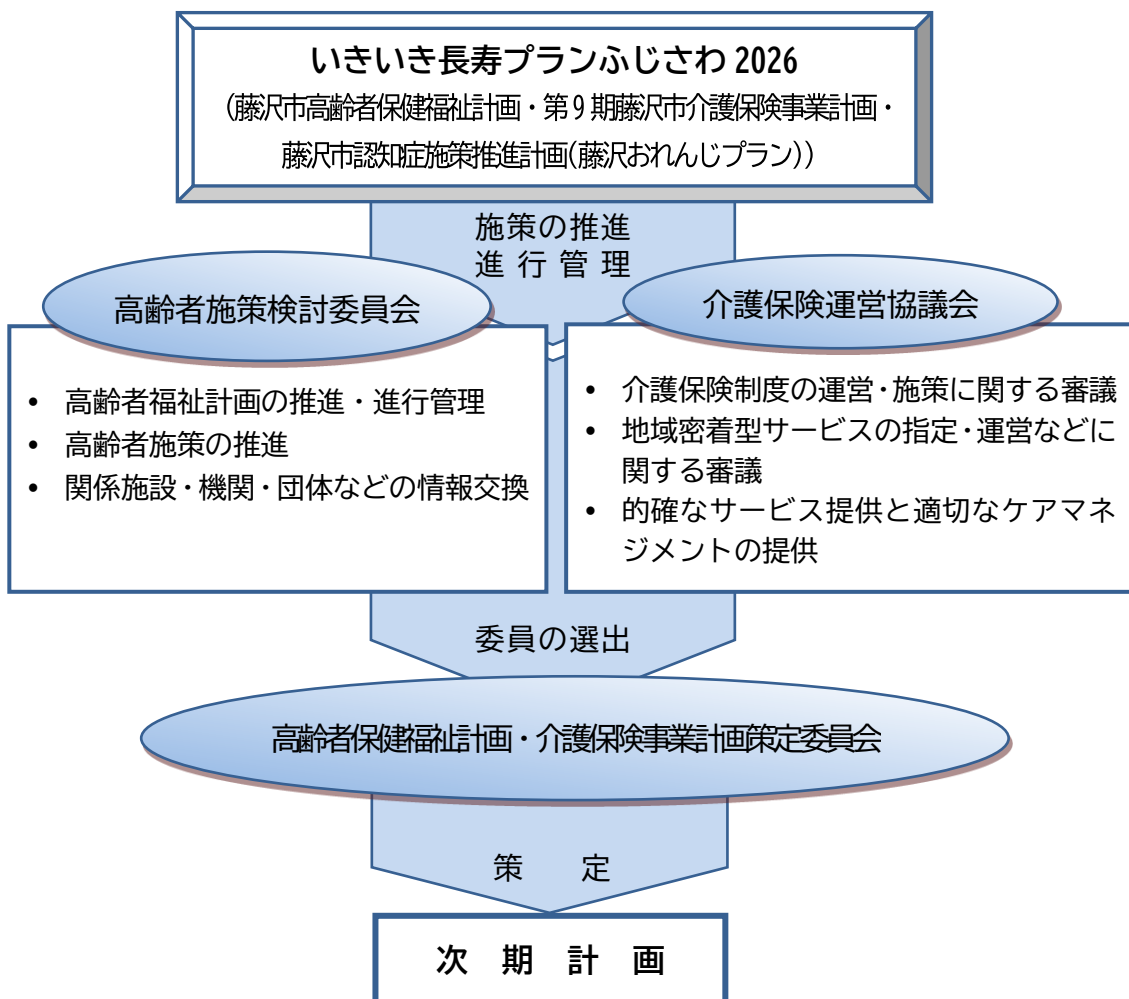 いきいき長寿プランふじさわ 2026
(藤沢市高齢者保健福祉計画・第9期藤沢市介護保険事業計画・
藤沢市認知症施策推進計画(藤沢おれんじプラン))
施策の推進
進行管理
高齢者施策検討委員会
• 高齢者福祉計画の推進・進行管理
• 高齢者施策の推進
• 関係施設・機関・団体などの情報交換
介護保険運営協議会
• 介護保険制度の運営・施策に関する審議
• 地域密着型サービスの指定・運営などに
関する審議
• 的確なサービス提供と適切なケアマネ
ジメントの提供
委員の選出
高齢者保健福祉計画・介護保険事業計画策定委員会
策 定
次 期 計 画